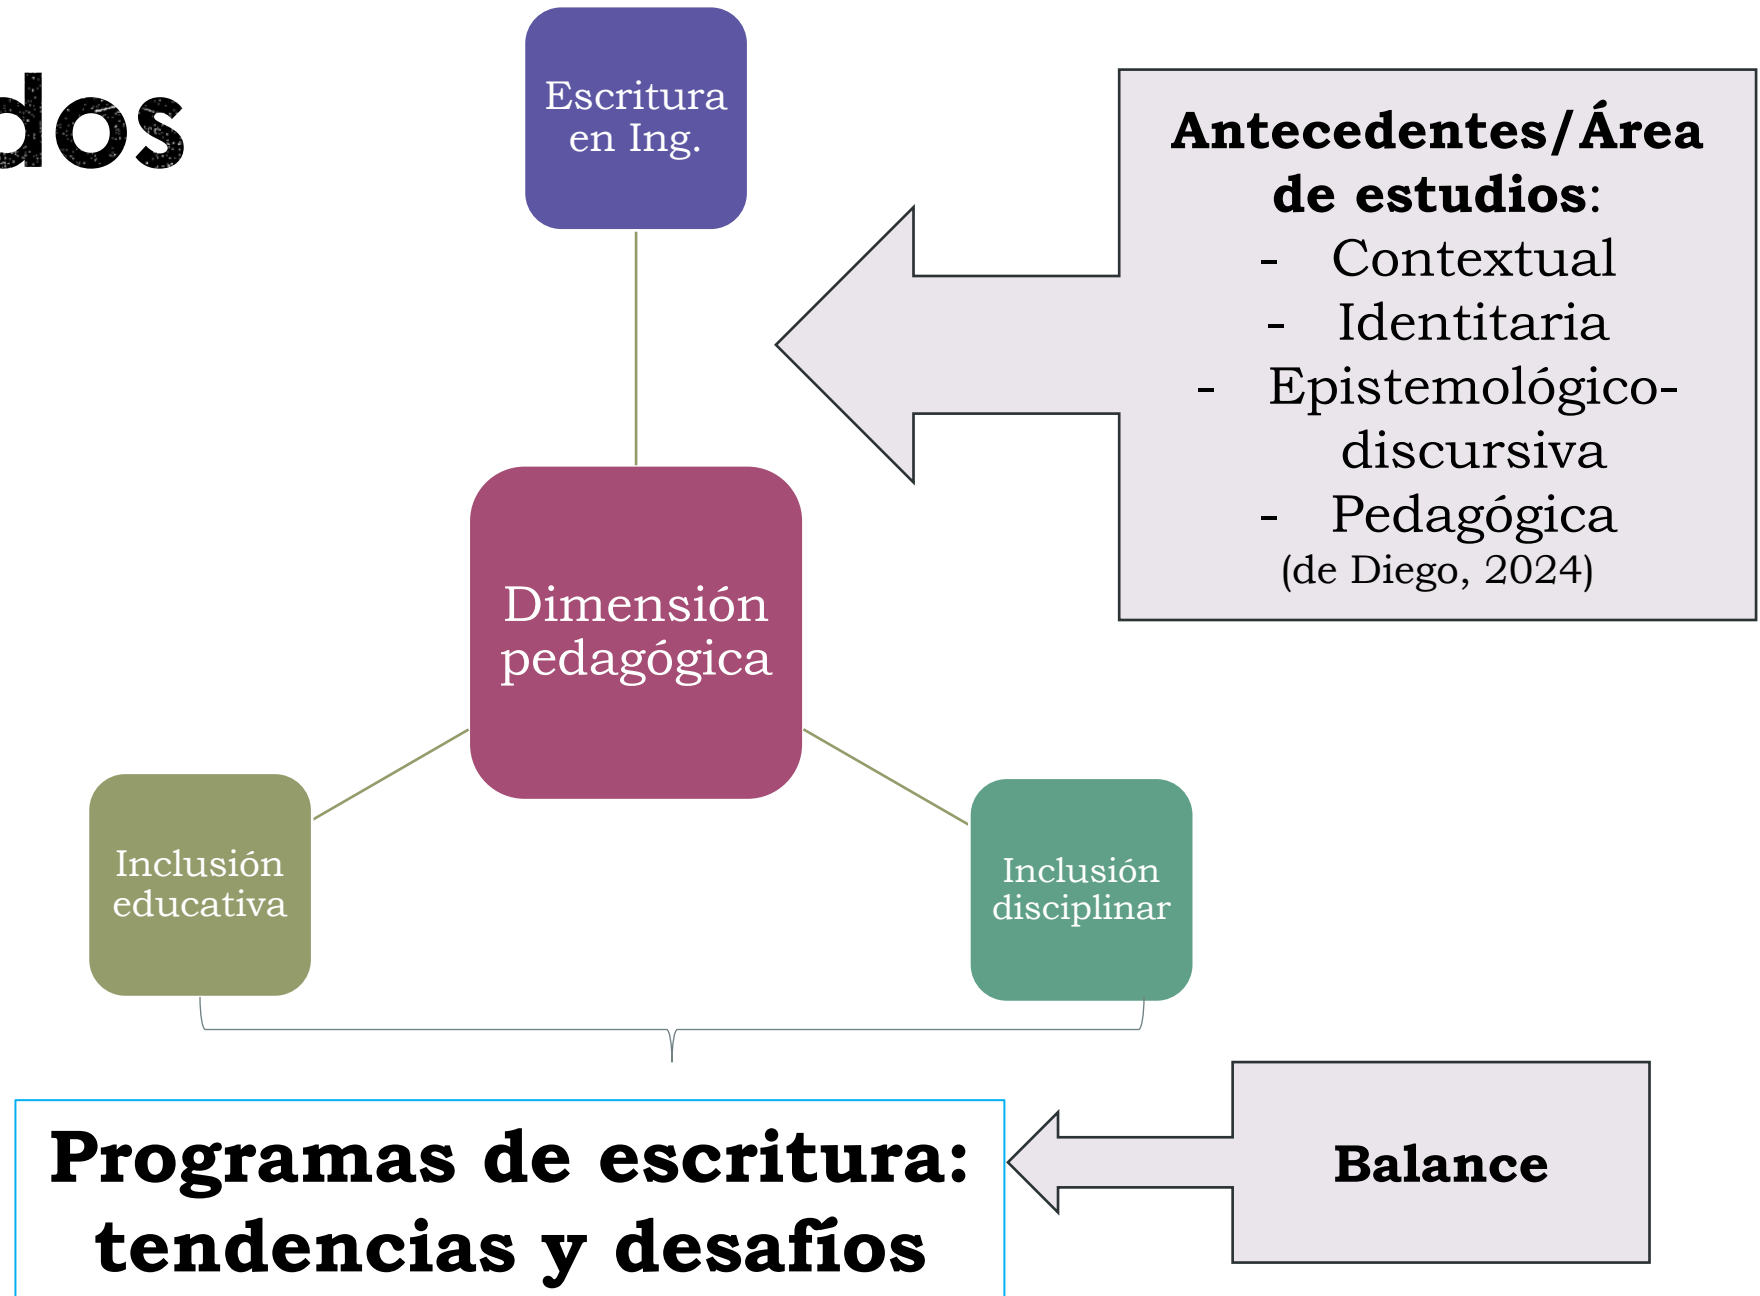 dos
Escritura
en Ing.
Antecedentes/Área
de estudios:
- Contextual
- Identitaria
- Epistemológico-
discursiva
- Pedagógica
(de Diego, 2024)
Dimensión
pedagógica
Inclusión
educativa
Inclusión
disciplinar
Programas de escritura:
tendencias y desafíos
Balance